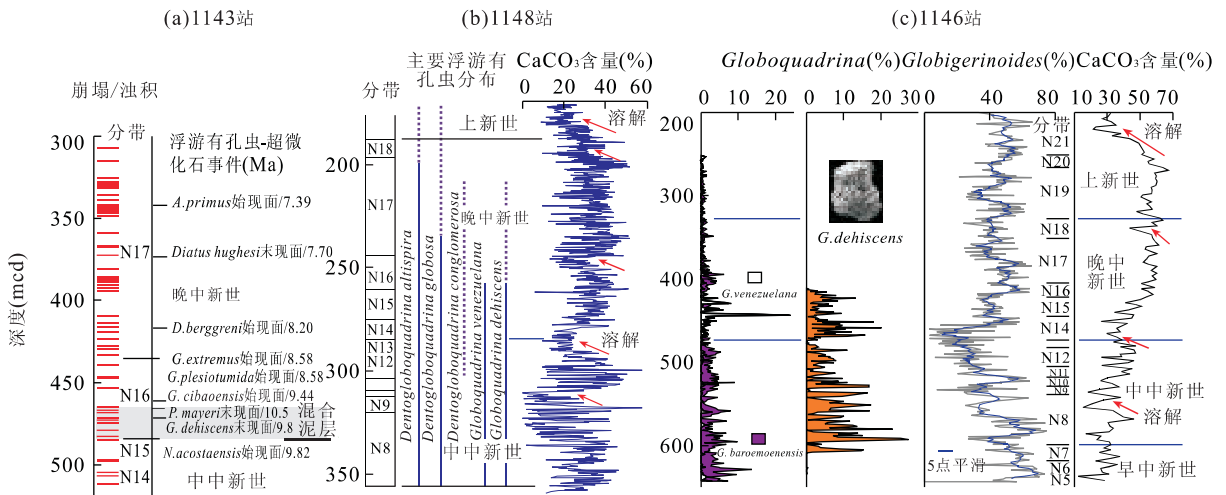 (a)1143站
崩塌/浊积
分带
浮游有孔虫-超微
化石事件(Ma)
深度(mcd)
300
350
400
450
500
N17
N16
N15
N14
A.primus始现面/7.39
Diatus hughesi末现面/7.70
晚中新世
D.berggreni始现面/8.20
G.extremus始现面/8.58
G.plesiotumida始现面/8.58
G. cibaoensis始现面/9.44
P. mayeri末现面/10.5
G. dehiscens末现面/9.8
混合
泥层
N.acostaensis始现面/9.82
中中新世
(b)1148站
分带
主要浮游有
孔虫分布
CaCO₃含量(%)
0 20 40 60 80
200
250
300
350
N18
N17
N16
N15
N14
N13
N12
N9
N8
上新世
晚中新世
中中新世
Dentogloboquadrina altispira
Dentogloboquadrina globosa
Dentogloboquadrina conglomerosa
Globoquadrina venezuelana
Globoquadrina dehiscens
溶解
溶解
(c)1146站
Globoquadrina(%)
Globigerinoides(%)
CaCO₃含量(%)
0 10 20
0 10 20 30
0 40 80
10 30 50 70
200
300
400
500
600
G.venezuelana
G. baroemoenensis
G.dehiscens
5点平滑
分带
N21
N20
N19
N18
N17
N16
N15
N14
N12
N11
N10
N9
N8
N7
N6
N5
溶解
上新世
晚中
新世
中中新世
溶解
早中新世